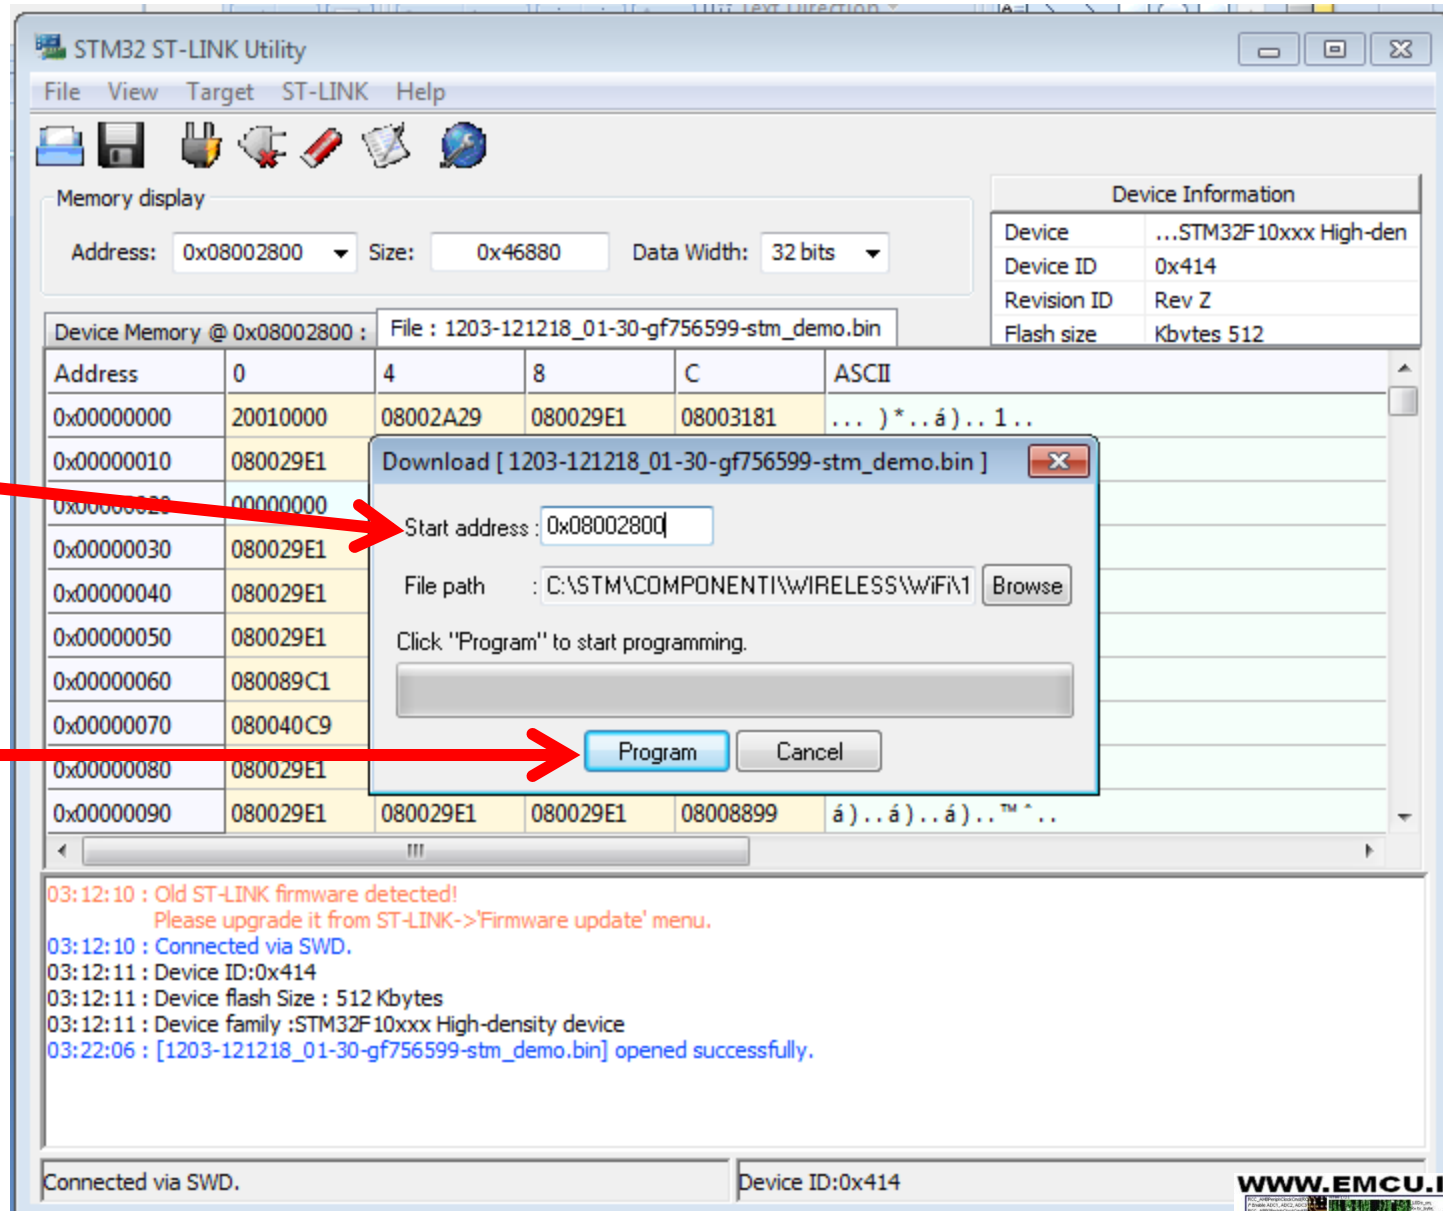 Text Direction
STM32 ST-LINK Utility
File View Target ST-LINK Help
Memory display
Address: 0x08002800 Size: 0x46880 Data Width: 32 bits
Device Information
Device ...STM32F10xxx High-den
Device ID 0x414
Revision ID Rev Z
Flash size Kbytes 512
Device Memory @ 0x08002800 : File : 1203-121218_01-30-gf756599-stm_demo.bin
Address 0 4 8 C ASCII
0x00000000 20010000 08002A29 080029E1 08003181 ... )*..á)..1..
0x00000010 080029E1
0x00000020 00000000
0x00000030 080029E1
0x00000040 080029E1
0x00000050 080029E1
0x00000060 080089C1
0x00000070 080040C9
0x00000080 080029E1
0x00000090 080029E1 080029E1 080029E1 08008899 á)..á)..á)..™ˆ..
Download [ 1203-121218_01-30-gf756599-stm_demo.bin ]
Start address : 0x08002800
File path : C:\STM\COMPONENTI\WIRELESS\WiFi\1 Browse
Click "Program" to start programming.
Program Cancel
03:12:10 : Old ST-LINK firmware detected!
Please upgrade it from ST-LINK->'Firmware update' menu.
03:12:10 : Connected via SWD.
03:12:11 : Device ID:0x414
03:12:11 : Device flash Size : 512 Kbytes
03:12:11 : Device family :STM32F10xxx High-density device
03:22:06 : [1203-121218_01-30-gf756599-stm_demo.bin] opened successfully.
Connected via SWD. Device ID:0x414
WWW.EMCU.I